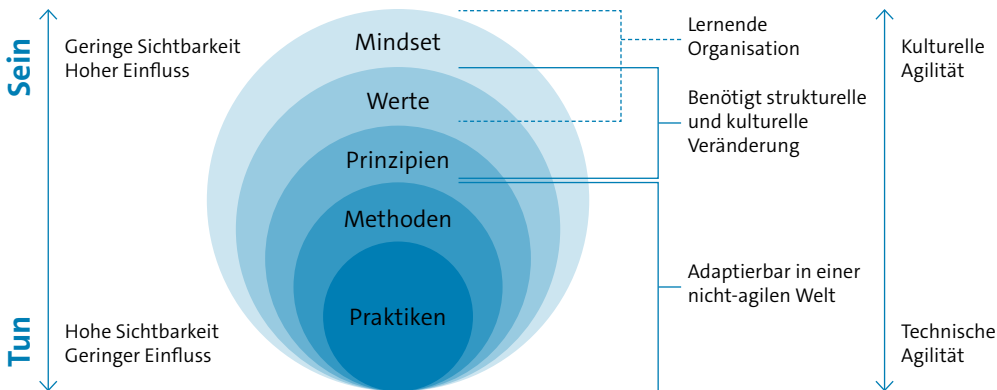 Sein
Geringe Sichtbarkeit
Hoher Einfluss
Tun
Hohe Sichtbarkeit
Geringer Einfluss
Mindset
Werte
Prinzipien
Methoden
Praktiken
Lernende
Organisation
Benötigt strukturelle
und kulturelle
Veränderung
Adaptierbar in einer
nicht-agilen Welt
Kulturelle
Agilität
Technische
Agilität